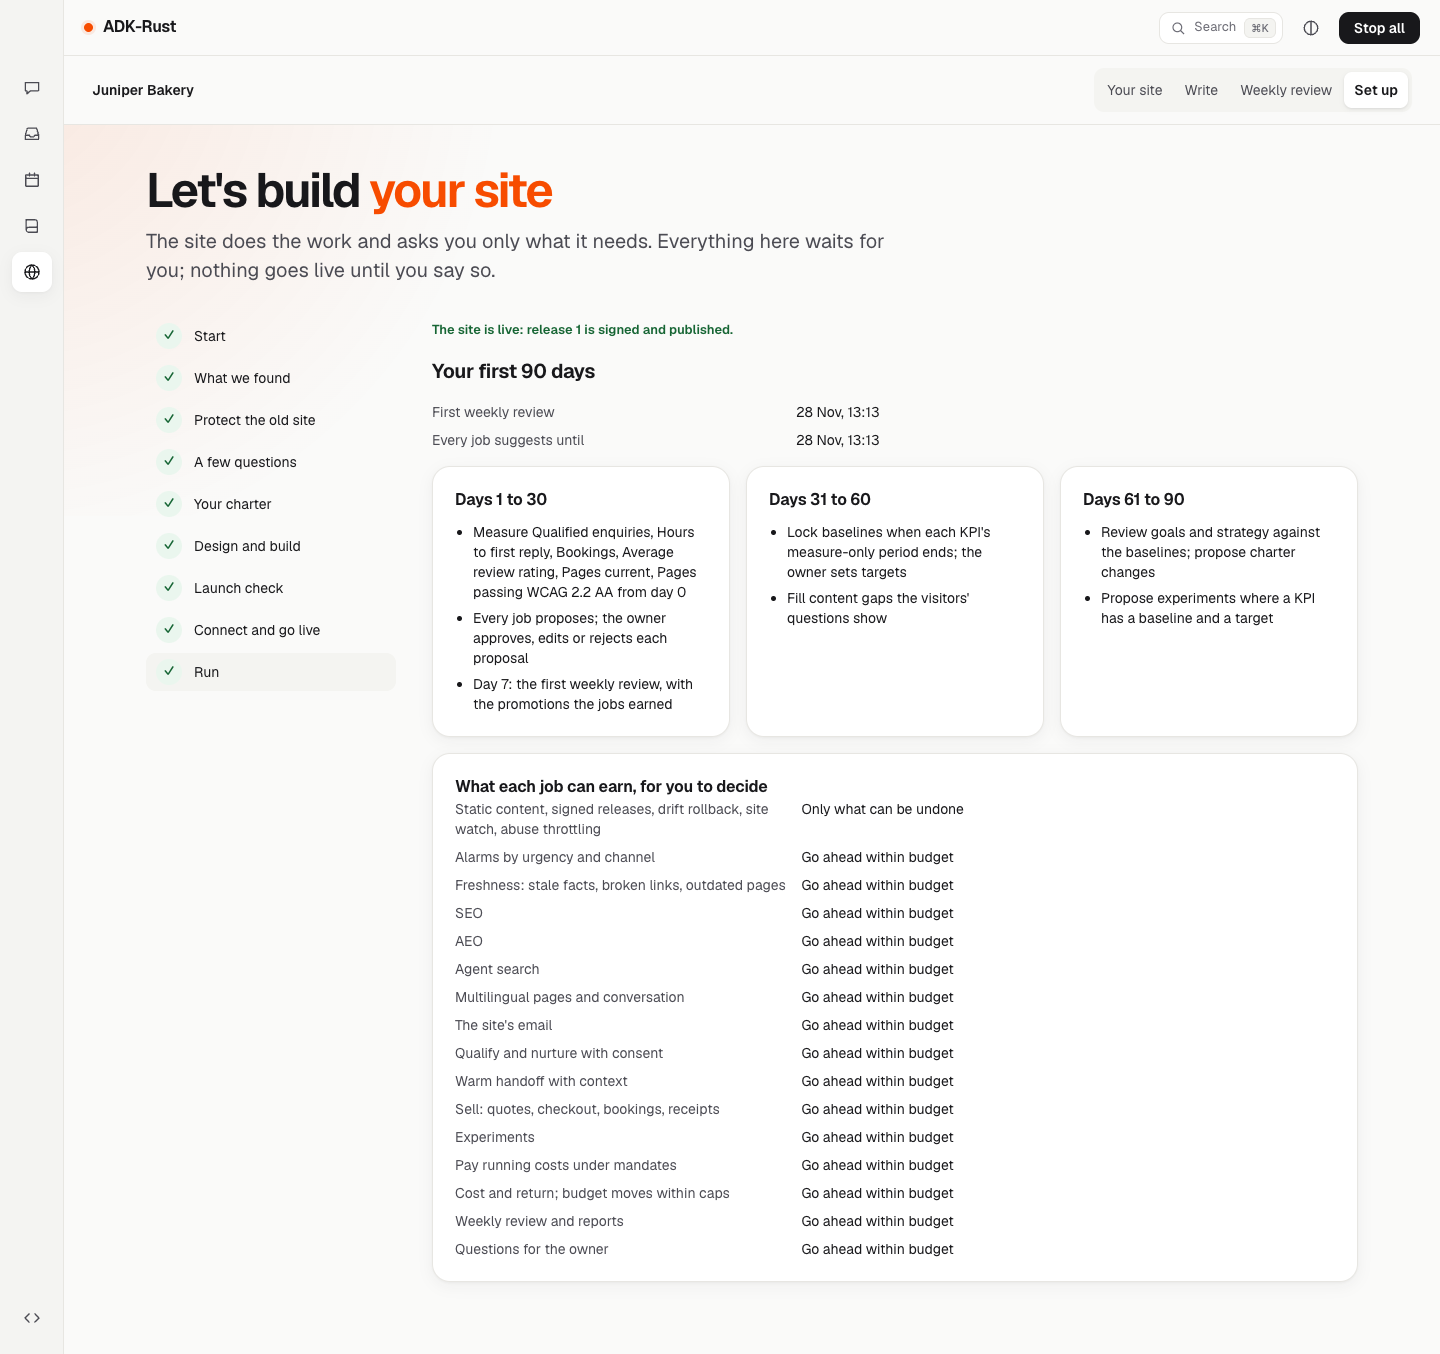 ADK-Rust
Search ⌘K
Stop all
Juniper Bakery
Your site
Write
Weekly review
Set up
Let's build your site
The site does the work and asks you only what it needs. Everything here waits for
you; nothing goes live until you say so.
Start
What we found
Protect the old site
A few questions
Your charter
Design and build
Launch check
Connect and go live
Run
The site is live: release 1 is signed and published.
Your first 90 days
First weekly review 28 Nov, 13:13
Every job suggests until 28 Nov, 13:13
Days 1 to 30
Measure Qualified enquiries, Hours
to first reply, Bookings, Average
review rating, Pages current, Pages
passing WCAG 2.2 AA from day 0
Every job proposes; the owner
approves, edits or rejects each
proposal
Day 7: the first weekly review, with
the promotions the jobs earned
Days 31 to 60
Lock baselines when each KPI's
measure-only period ends; the
owner sets targets
Fill content gaps the visitors'
questions show
Days 61 to 90
Review goals and strategy against
the baselines; propose charter
changes
Propose experiments where a KPI
has a baseline and a target
What each job can earn, for you to decide
Static content, signed releases, drift rollback, site Only what can be undone
watch, abuse throttling
Alarms by urgency and channel Go ahead within budget
Freshness: stale facts, broken links, outdated pages Go ahead within budget
SEO Go ahead within budget
AEO Go ahead within budget
Agent search Go ahead within budget
Multilingual pages and conversation Go ahead within budget
The site's email Go ahead within budget
Qualify and nurture with consent Go ahead within budget
Warm handoff with context Go ahead within budget
Sell: quotes, checkout, bookings, receipts Go ahead within budget
Experiments Go ahead within budget
Pay running costs under mandates Go ahead within budget
Cost and return; budget moves within caps Go ahead within budget
Weekly review and reports Go ahead within budget
Questions for the owner Go ahead within budget